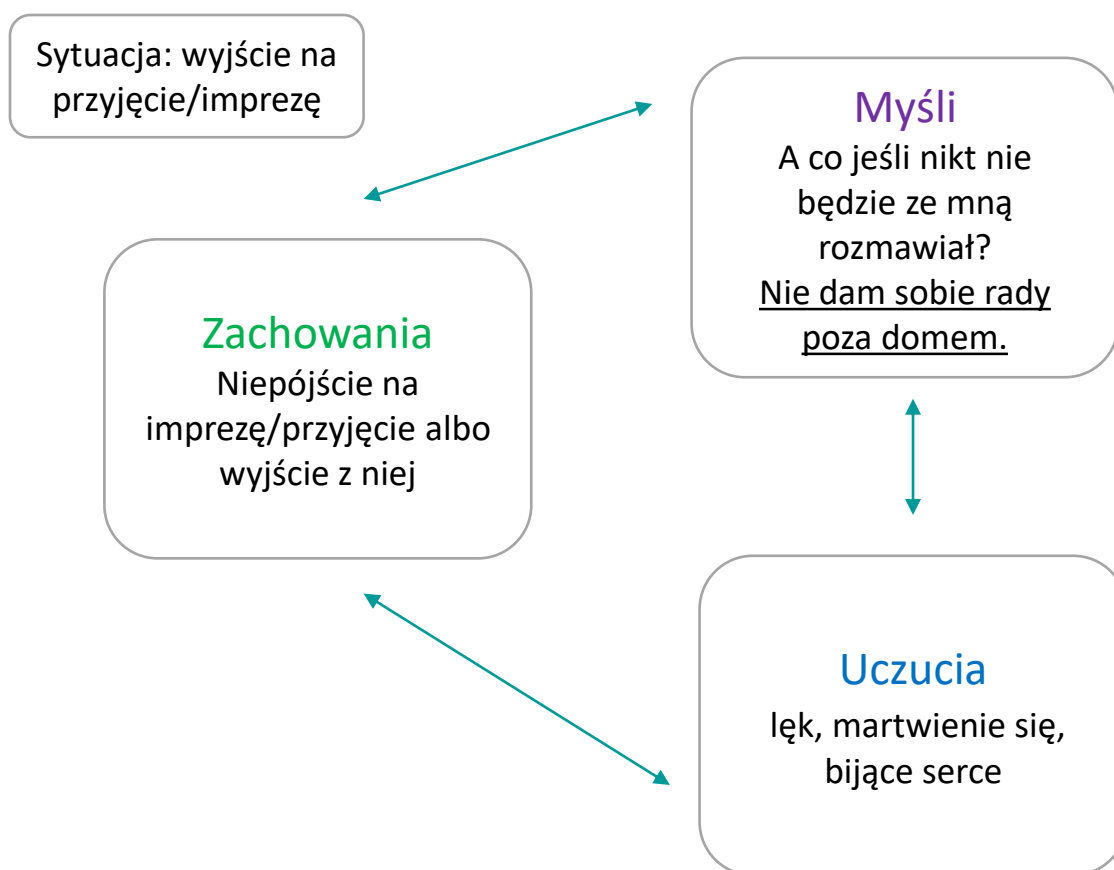 Sytuacja: wyjście na
przyjęcie/imprezę
Myśli
A co jeśli nikt nie
będzie ze mną
rozmawiał?
Nie dam sobie rady
poza domem.
Zachowania
Niepójście na
imprezę/przyjęcie albo
wyjście z niej
Uczucia
lęk, martwienie się,
bijące serce